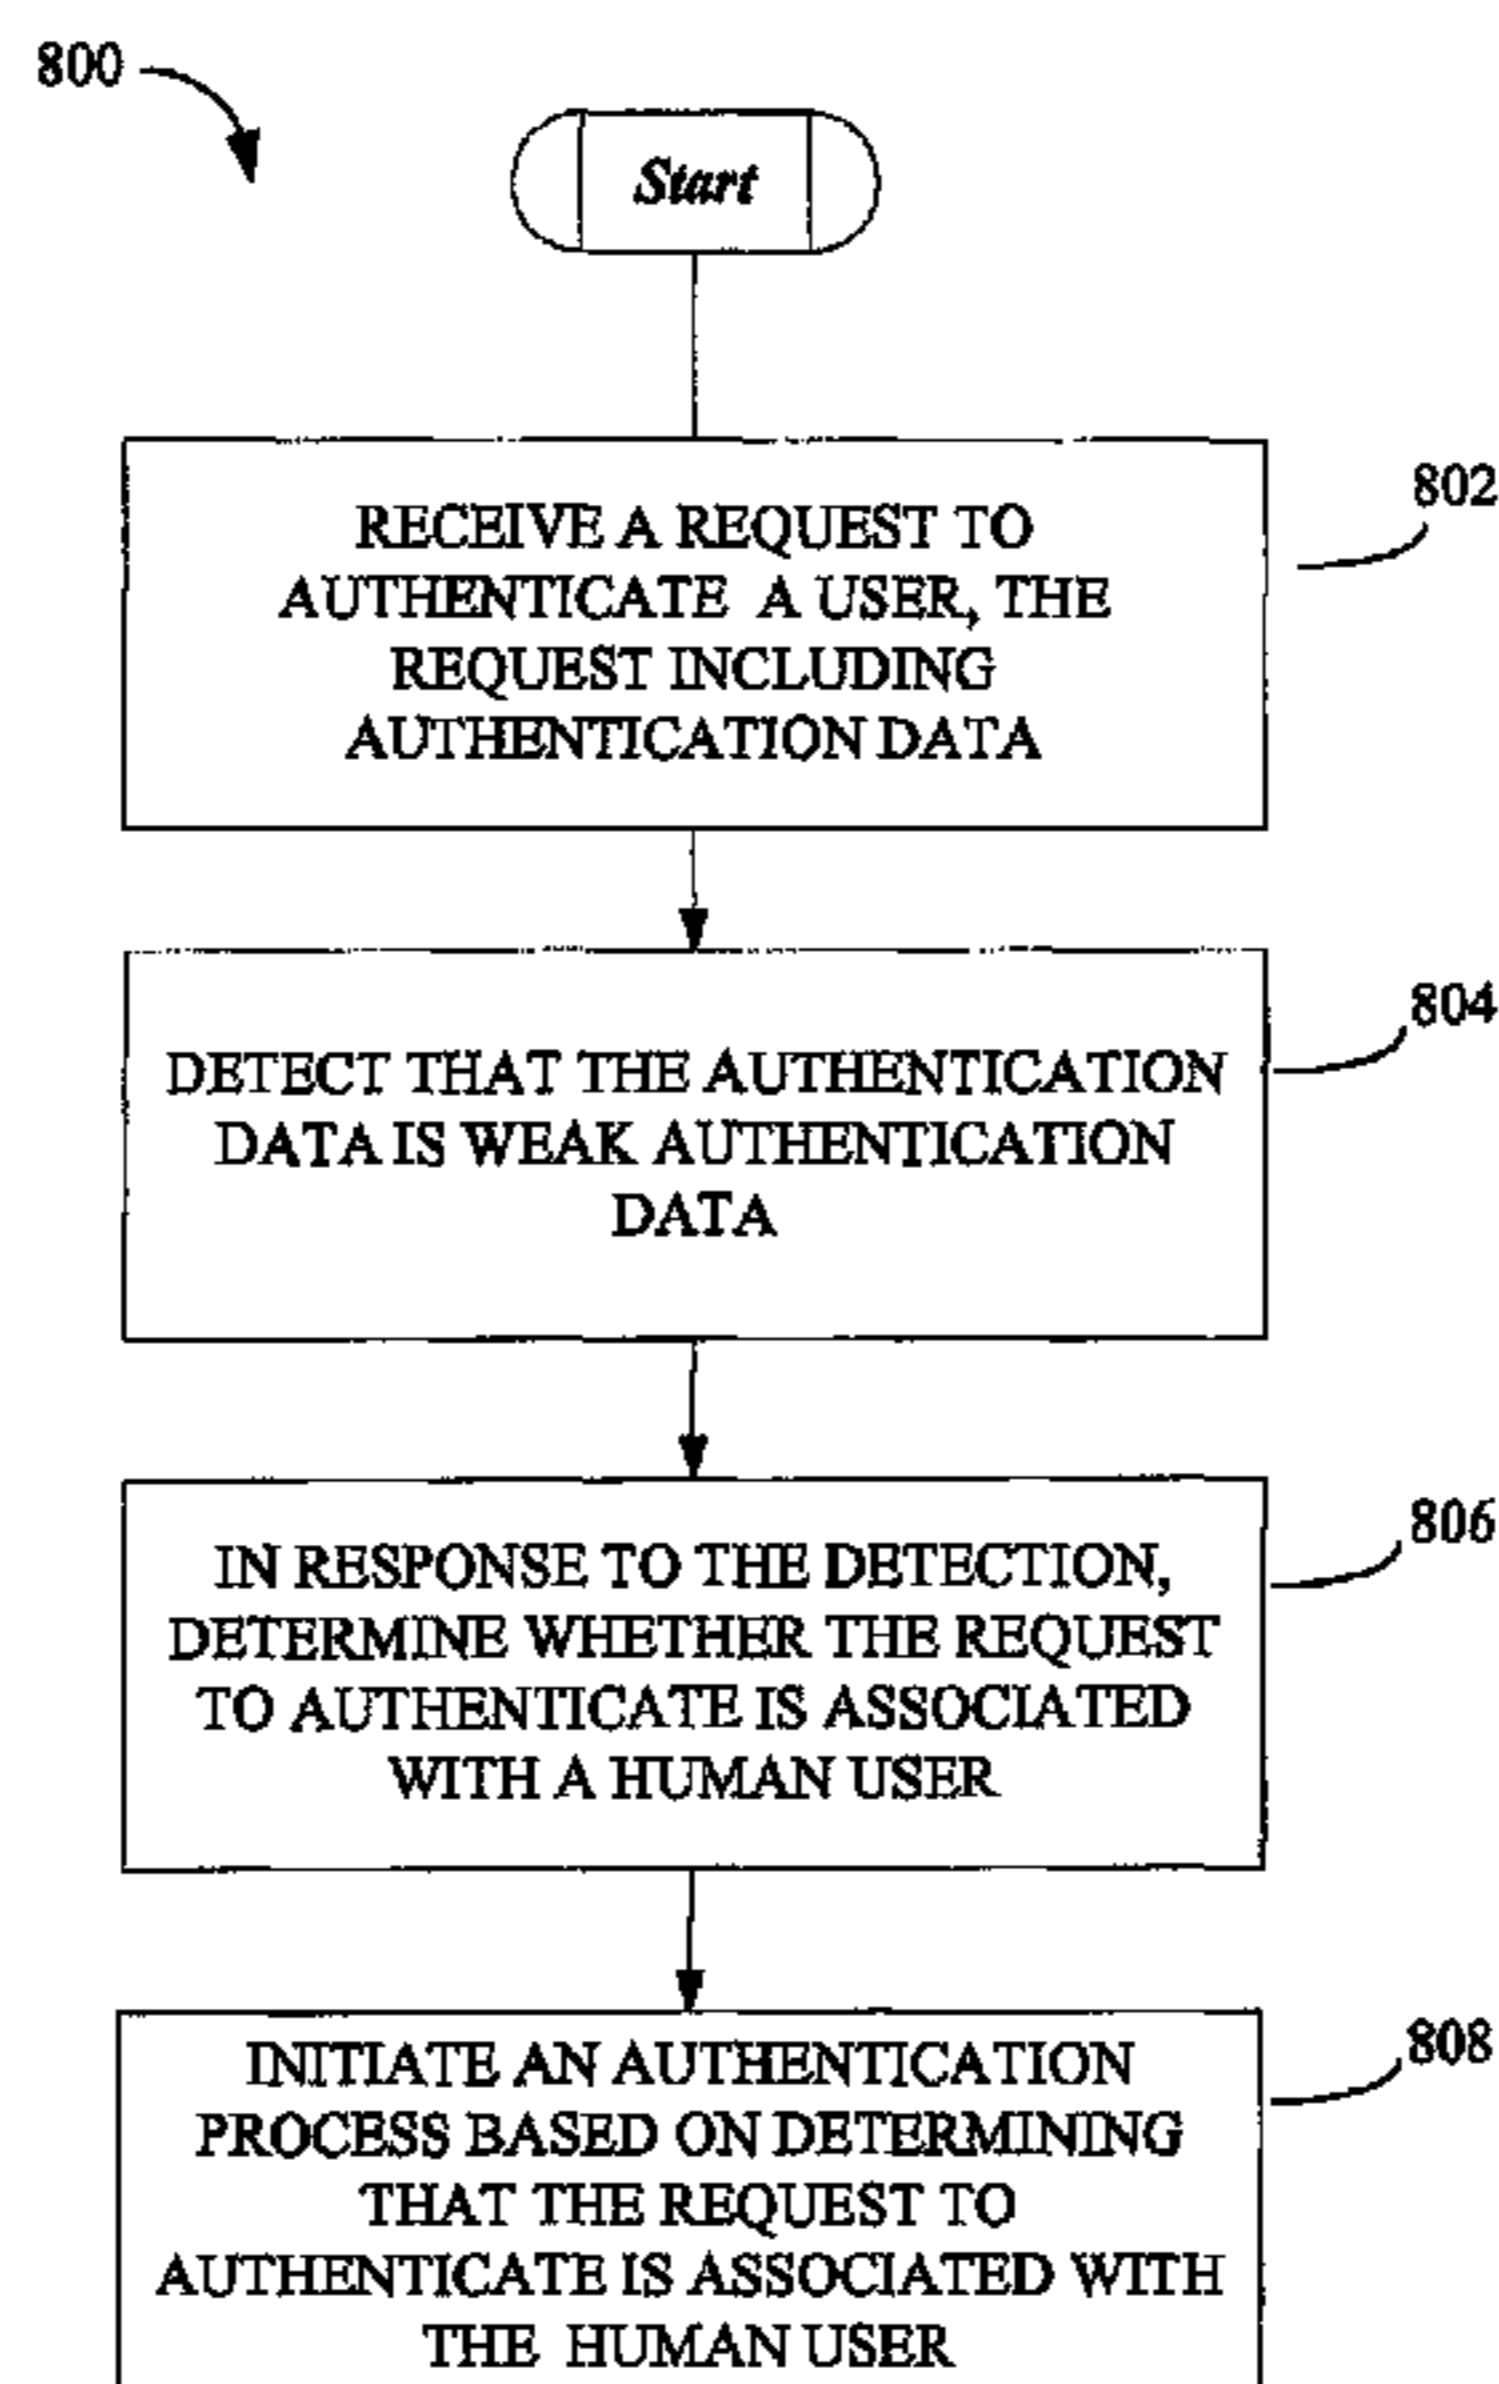 800
Start
802
RECEIVE A REQUEST TO
AUTHENTICATE A USER, THE
REQUEST INCLUDING
AUTHENTICATION DATA
804
DETECT THAT THE AUTHENTICATION
DATA IS WEAK AUTHENTICATION
DATA
806
IN RESPONSE TO THE DETECTION,
DETERMINE WHETHER THE REQUEST
TO AUTHENTICATE IS ASSOCIATED
WITH A HUMAN USER
808
INITIATE AN AUTHENTICATION
PROCESS BASED ON DETERMINING
THAT THE REQUEST TO
AUTHENTICATE IS ASSOCIATED WITH
THE HUMAN USER